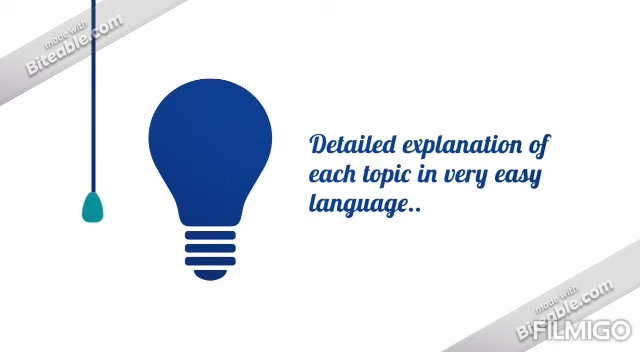 made with
Biteable.com
Detailed explanation of
each topic in very easy
language..
made with
Biteable.com
FILMIGO